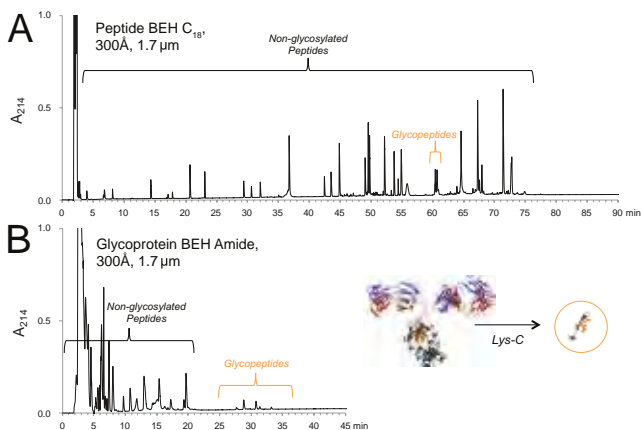 A
Peptide BEH C18,
300Å, 1.7 µm
Non-glycosylated
Peptides
Glycopeptides
A214
1.0
0.5
0.0
0 5 10 15 20 25 30 35 40 45 50 55 60 65 70 75 80 85 90 min
B
Glycoprotein BEH Amide,
300Å, 1.7 µm
Non-glycosylated
Peptides
Glycopeptides
A214
1.0
0.5
0.0
0 5 10 15 20 25 30 35 40 45 min
Lys-C